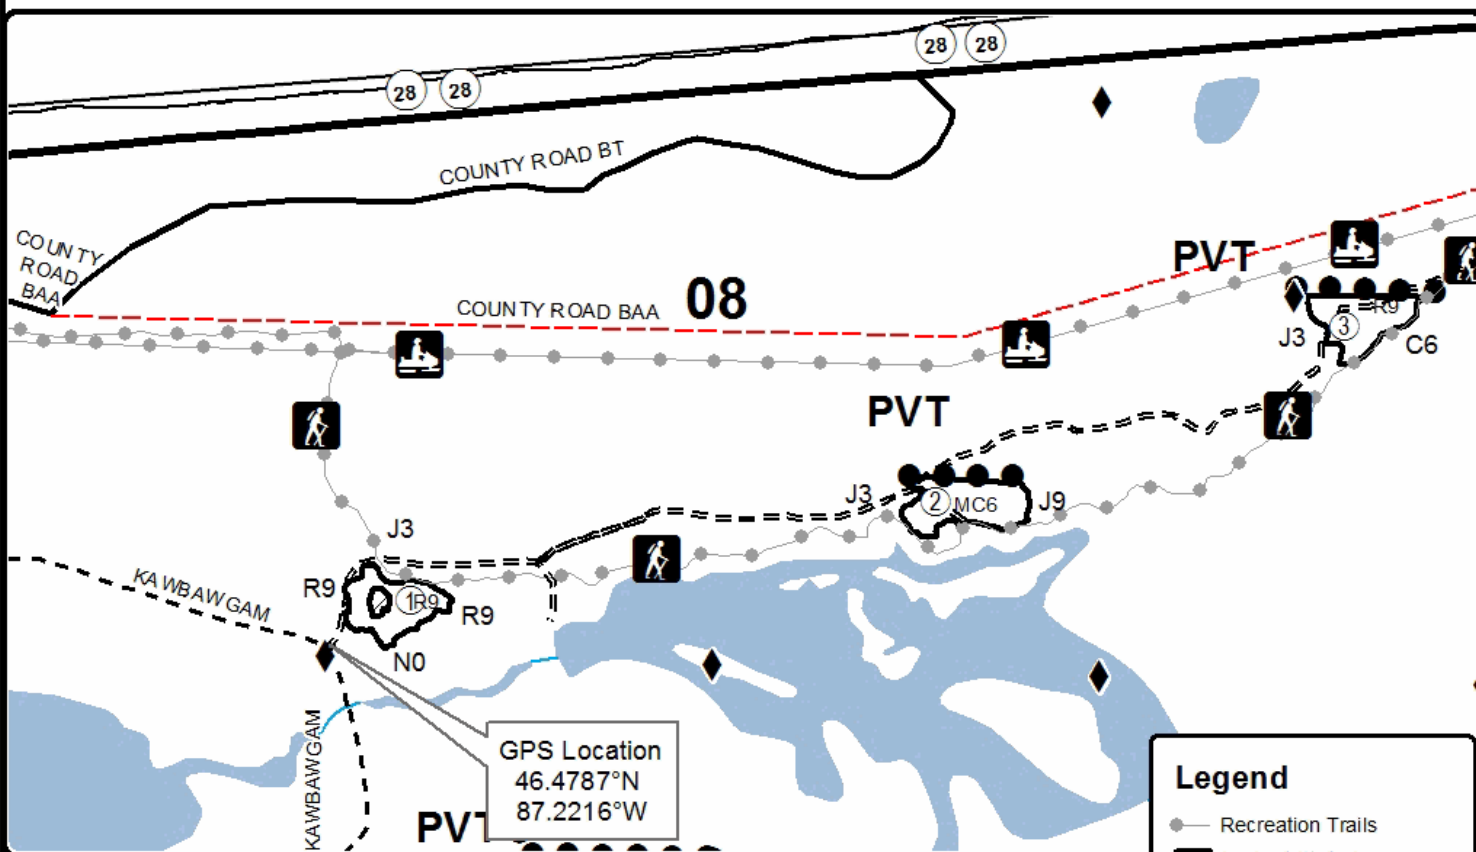 28 28
28 28
COUNTY ROAD BT
COUNTY
ROAD
BAA
PVT
08
COUNTY ROAD BAA
R9
3
J3
C6
PVT
J3
2
MC6
J9
J3
KAWBAWGAM
R9
1
R9
R9
N0
KAWBAWGAM
GPS Location
46.4787°N
87.2216°W
PVT
Legend
Recreation Trails